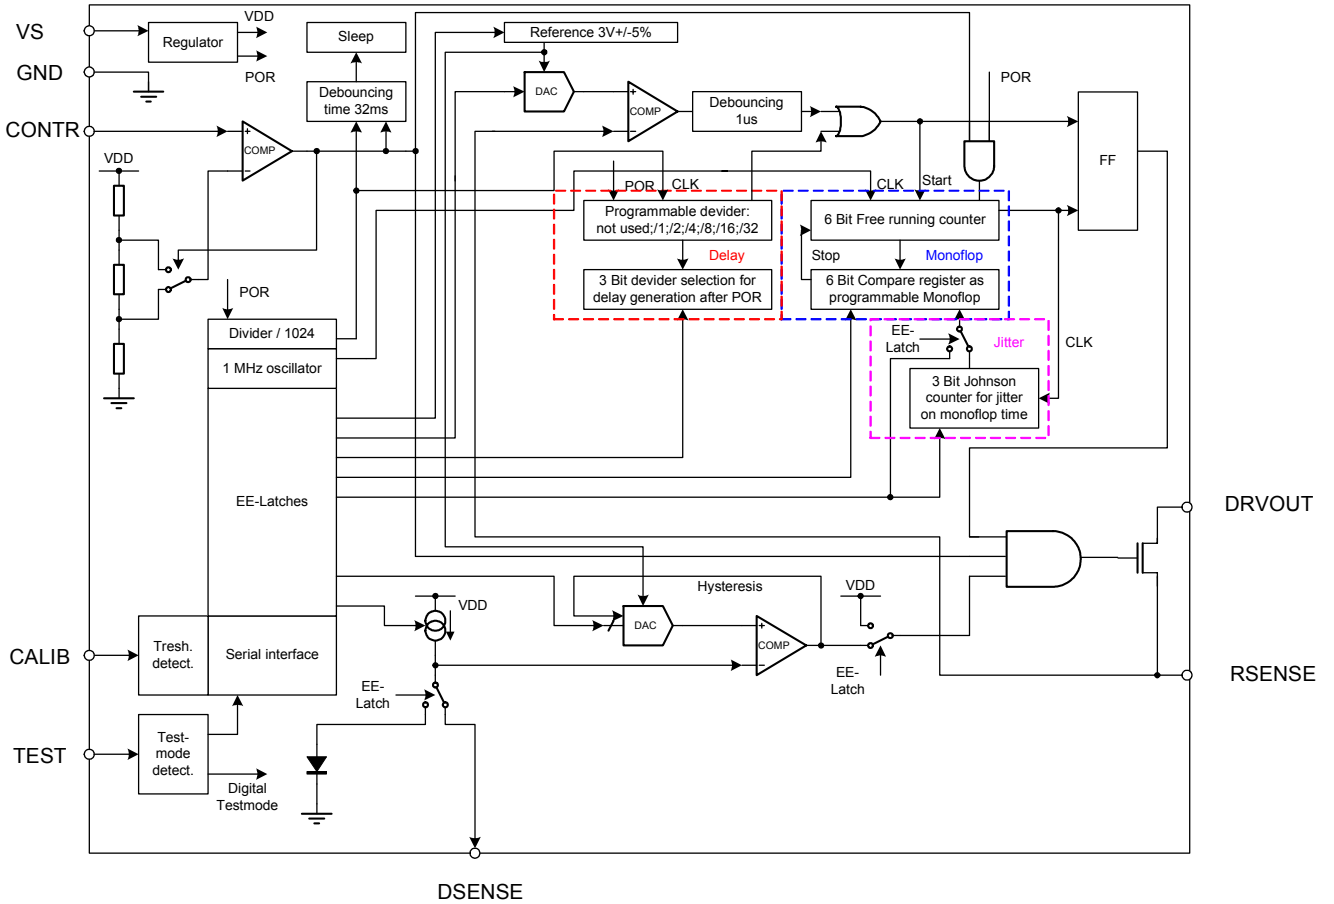 VS
VDD
Regulator
POR
GND
Sleep
Debouncing
time 32ms
CONTR
COMP
VDD
POR
Reference 3V+/-5%
DAC
COMP
Debouncing
1us
POR
FF
POR
CLK
CLK
Start
Programmable devider:
not used;/1;/2;/4;/8;/16;/32
Delay
3 Bit devider selection for
delay generation after POR
6 Bit Free running counter
Stop
Monoflop
6 Bit Compare register as
programmable Monoflop
EE-
Latch
Jitter
CLK
3 Bit Johnson
counter for jitter
on monoflop time
Divider / 1024
1 MHz oscillator
EE-Latches
DRVOUT
Hysteresis
VDD
VDD
DAC
COMP
CALIB
Tresh.
detect.
Serial interface
EE-
Latch
EE-
Latch
RSENSE
TEST
Test-
mode
detect.
Digital
Testmode
DSENSE